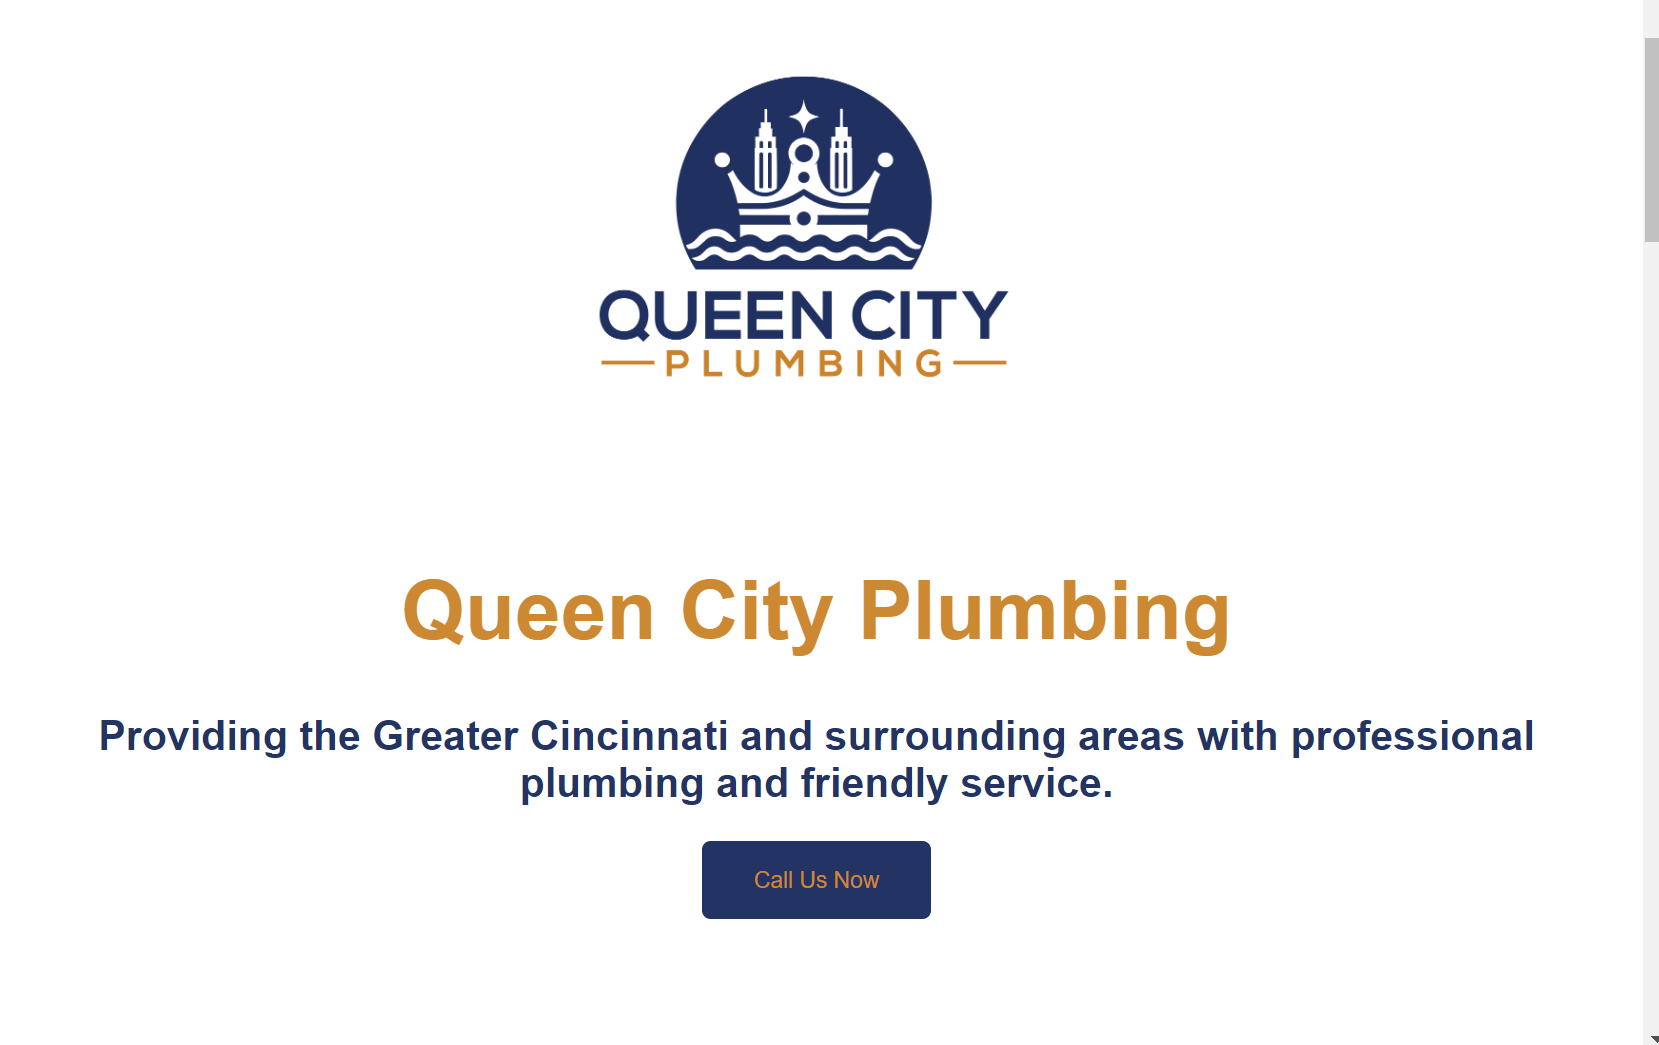 QUEEN CITY
PLUMBING
Queen City Plumbing
Providing the Greater Cincinnati and surrounding areas with professional
plumbing and friendly service.
Call Us Now